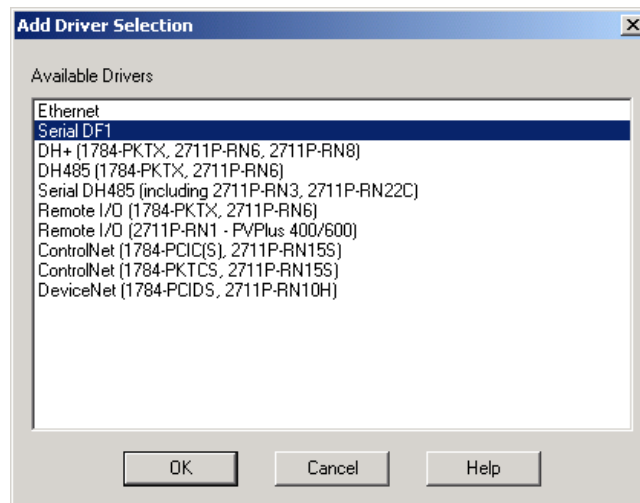 Add Driver Selection
Available Drivers
Ethernet
Serial DF1
DH+ (1784-PKTX, 2711P-RN6, 2711P-RN8)
DH485 (1784-PKTX, 2711P-RN6)
Serial DH485 (including 2711P-RN3, 2711P-RN22C)
Remote I/O (1784-PKTX, 2711P-RN6)
Remote I/O (2711P-RN1 - PVPlus 400/600)
ControlNet (1784-PCIC(S), 2711P-RN15S)
ControlNet (1784-PKTCS, 2711P-RN15S)
DeviceNet (1784-PCIDS, 2711P-RN10H)
OK Cancel Help